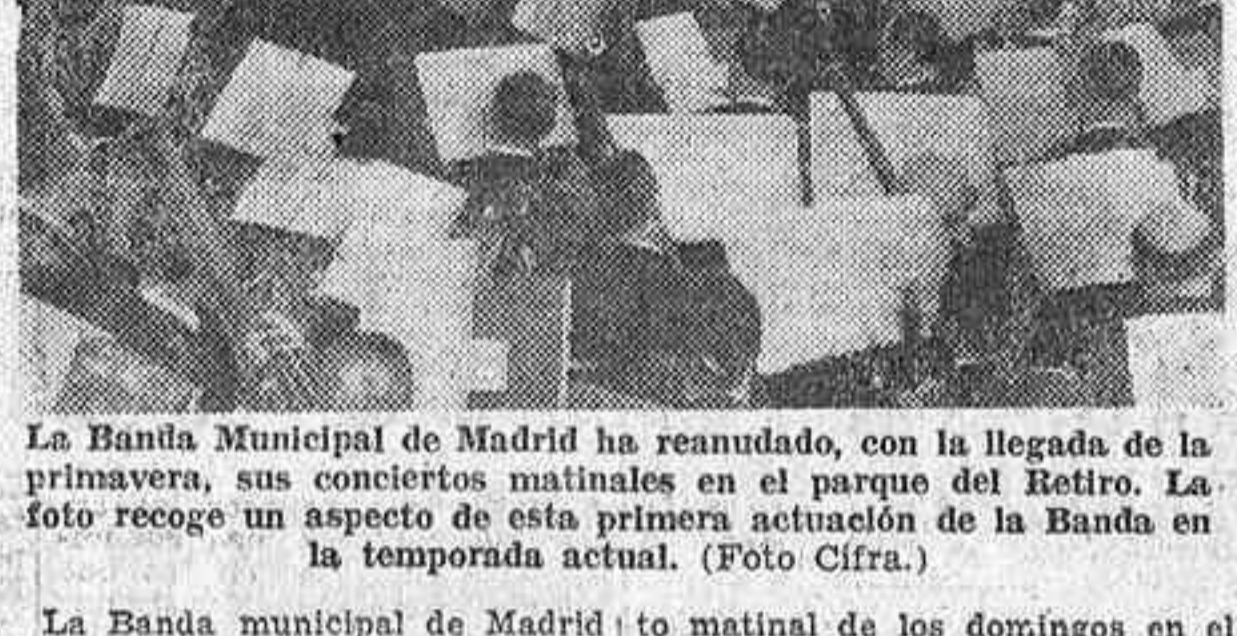 La Banda Municipal de Madrid ha reanudado, con la llegada de la
primavera, sus conciertos matinales en el parque del Retiro. La
foto recoge un aspecto de esta primera actuación de la Banda en
la temporada actual. (Foto Cifra.)
La Banda municipal de Madrid
to matinal de los domingos en el